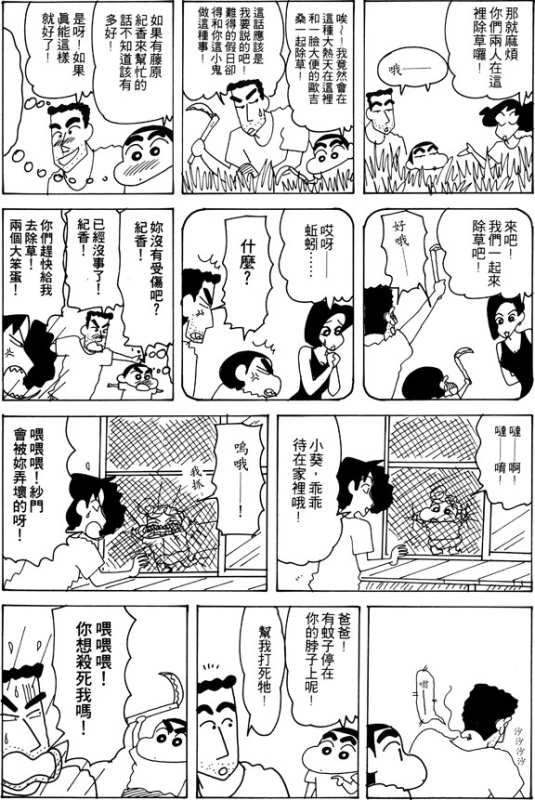 那就麻煩
你們兩人在這
裡除草囉!
哦——
唉~!我竟然會在
這種大熱天在這裡
和一臉大便的歐吉
桑一起除草!
這話應該是
我要說的吧!
難得的假日卻
得和你這小鬼
做這種事!
如果有藤原
紀香來幫忙的
話不知道該有
多好!
是呀!如果
眞能這樣
就好了!
來吧!
我們一起來
除草吧!
好哦——
哎呀——
蚯蚓……
什麼?
妳沒有受傷吧?
紀香!
已經沒事了!
紀香!
你們趕快給我
去除草!
兩個大笨蛋!
噠——啊!
噠——唷!
小葵,乖乖
待在家裡哦!
嗚哦——!
我抓
喂喂喂!紗門
會被妳弄壞的呀!
汐汐汐汐
爸爸!
有蚊子停在
你的脖子上呢!
幫我打死牠!
喂喂喂!
你想殺死我嗎!